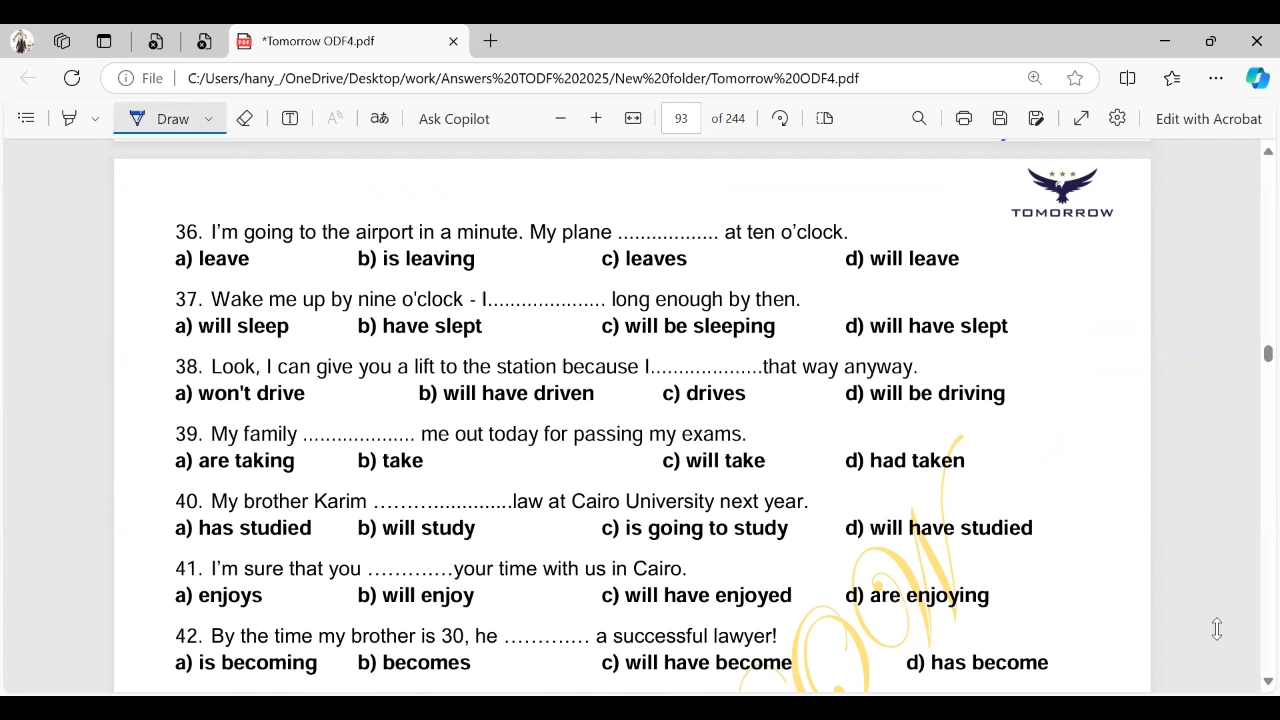 *Tomorrow ODF4.pdf
File C:/Users/hany_/OneDrive/Desktop/work/Answers%20TODF%202025/New%20folder/Tomorrow%20ODF4.pdf
Draw T A aあ Ask Copilot 93 of 244 Edit with Acrobat
TOMORROW
36. I'm going to the airport in a minute. My plane .................. at ten o'clock.
a) leave b) is leaving c) leaves d) will leave
37. Wake me up by nine o'clock - I..................... long enough by then.
a) will sleep b) have slept c) will be sleeping d) will have slept
38. Look, I can give you a lift to the station because I....................that way anyway.
a) won't drive b) will have driven c) drives d) will be driving
39. My family .................... me out today for passing my exams.
a) are taking b) take c) will take d) had taken
40. My brother Karim ………..............law at Cairo University next year.
a) has studied b) will study c) is going to study d) will have studied
41. I'm sure that you ………….your time with us in Cairo.
a) enjoys b) will enjoy c) will have enjoyed d) are enjoying
42. By the time my brother is 30, he …………. a successful lawyer!
a) is becoming b) becomes c) will have become d) has become